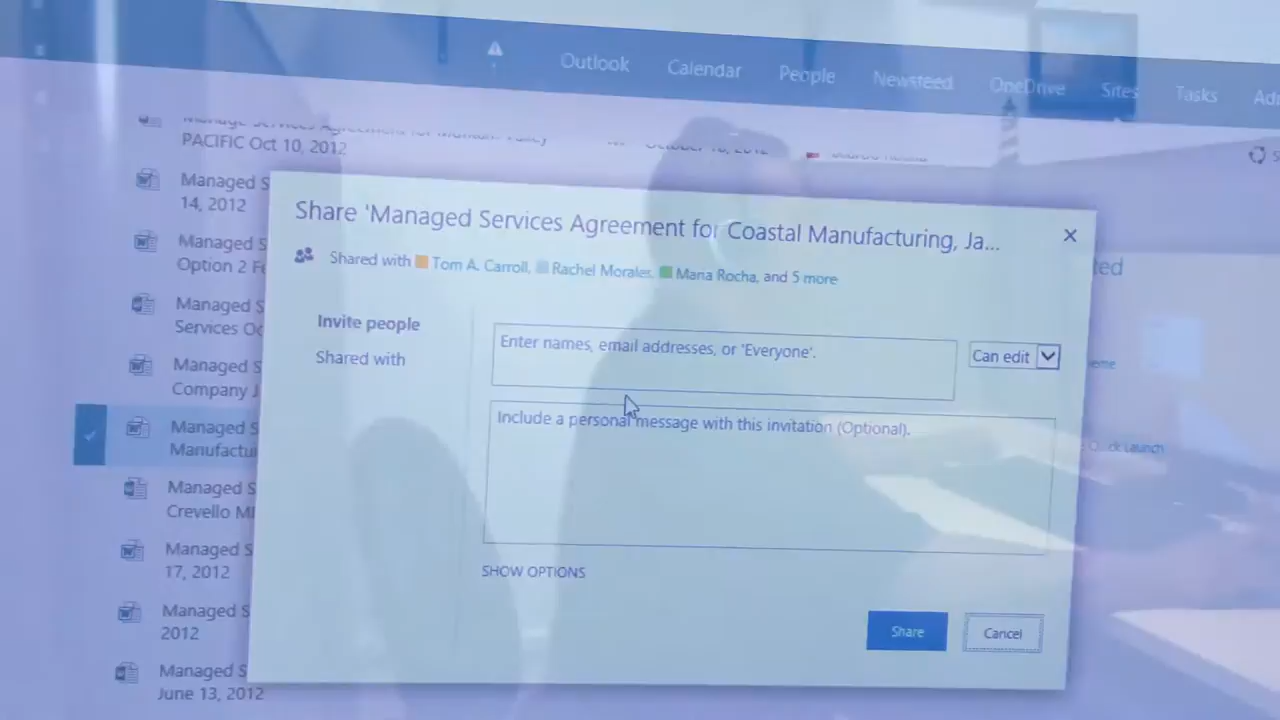 Outlook Calendar People Newsfeed OneDrive Sites Tasks
PACIFIC Oct 10, 2012
Managed S
14, 2012
Managed S
Option 2 F
Managed S
Services Oc
Managed S
Company J
Managed S
Manufactu
Managed S
Crevello M
Managed S
17, 2012
Managed S
2012
Managed S
June 13, 2012
Share 'Managed Services Agreement for Coastal Manufacturing, Ja...
Shared with Tom A. Carroll, Rachel Morales, Maria Rocha, and 5 more
Invite people
Shared with
Enter names, email addresses, or 'Everyone'.
Can edit
Include a personal message with this invitation (Optional).
SHOW OPTIONS
Share
Cancel